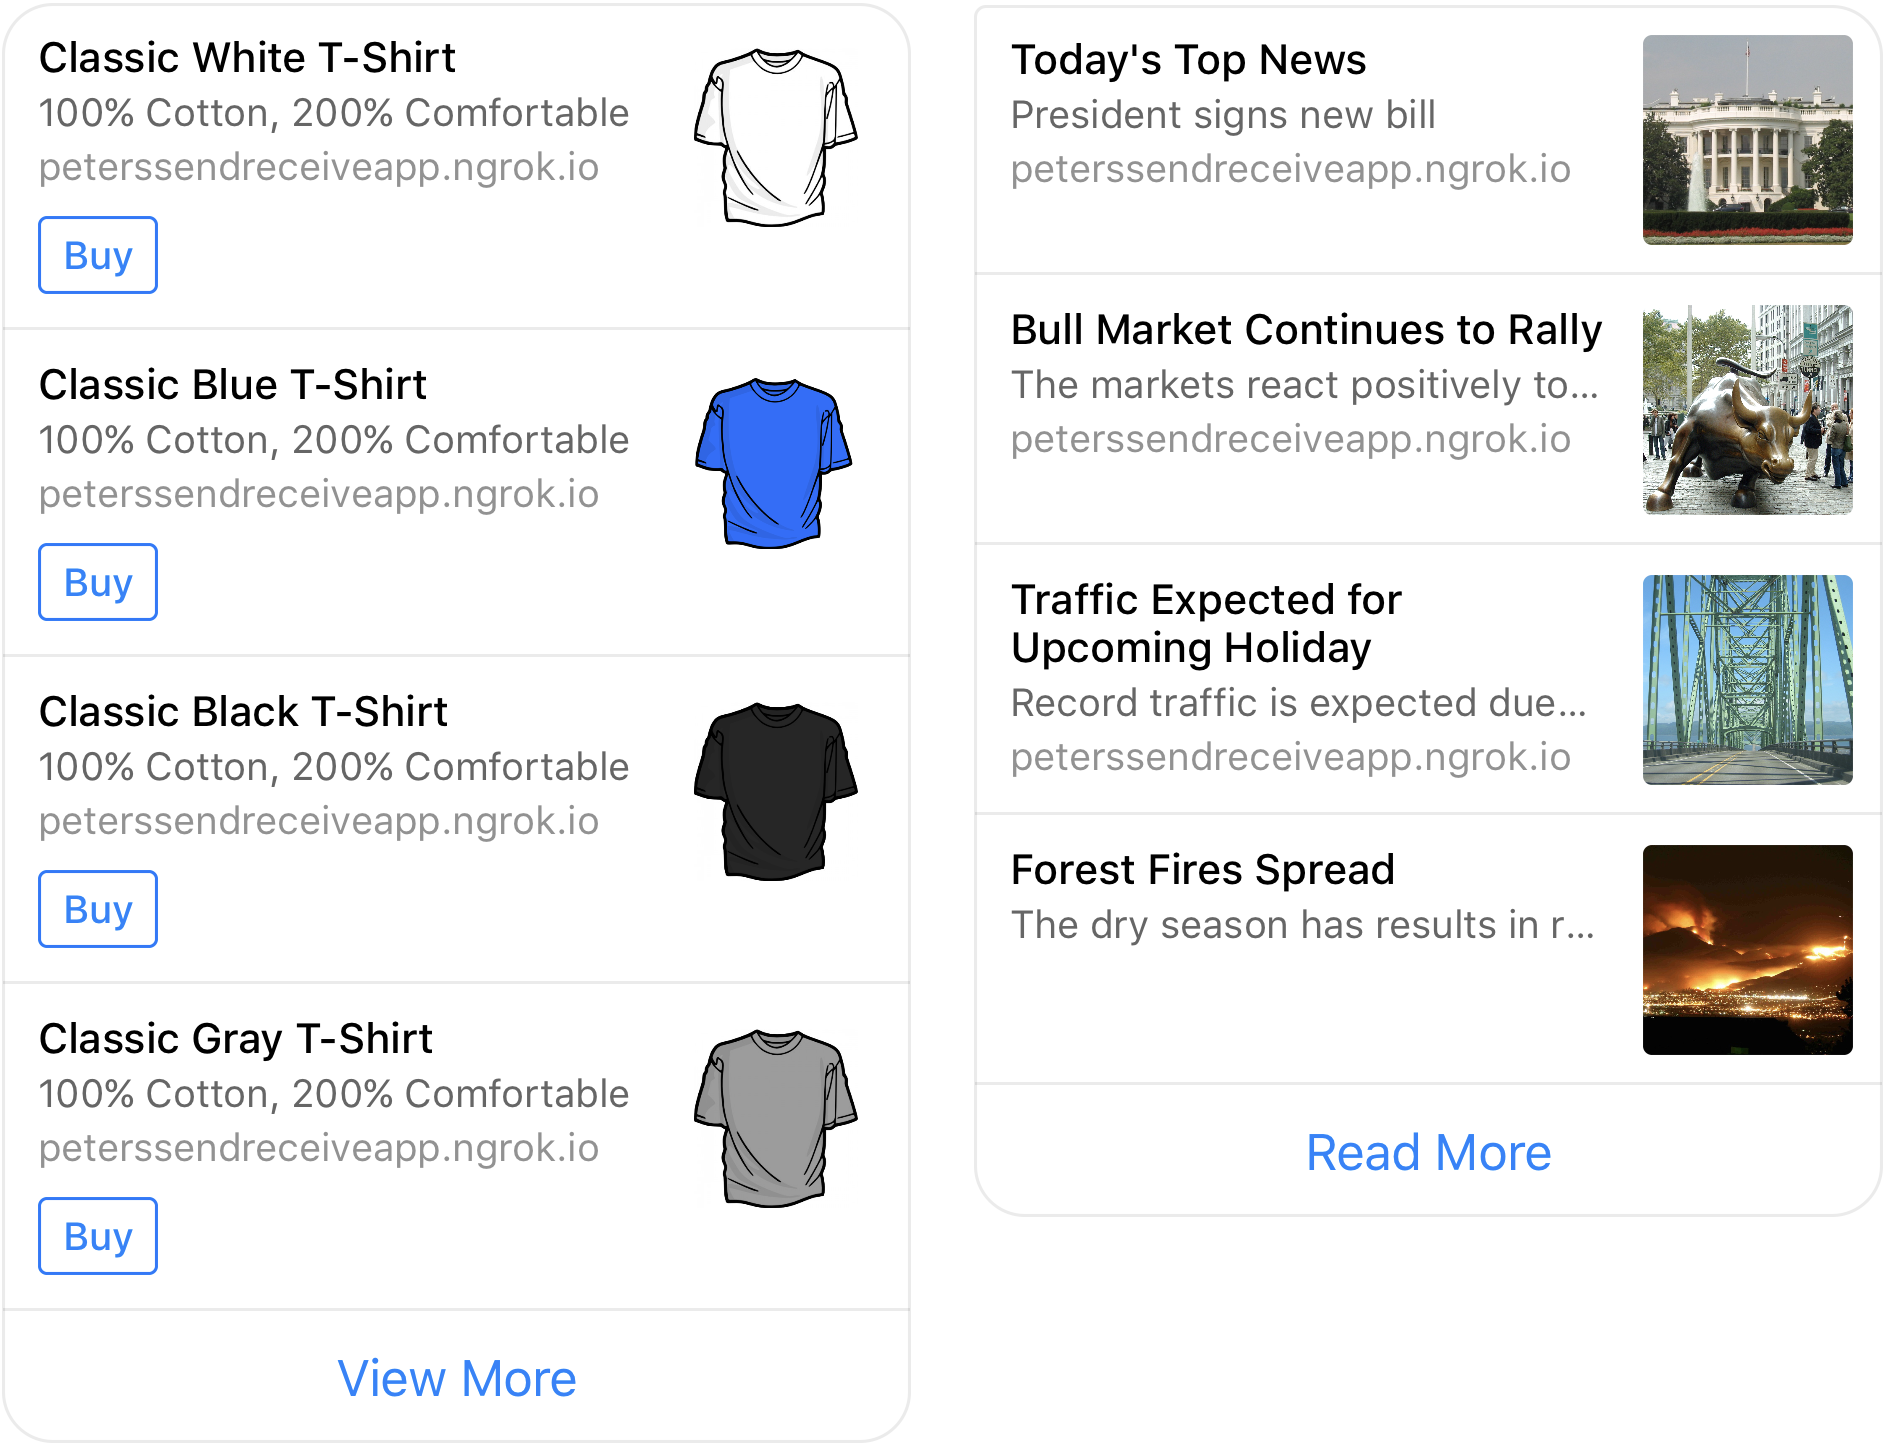 Classic White T-Shirt
100% Cotton, 200% Comfortable
peterssendreceiveapp.ngrok.io
Buy
Classic Blue T-Shirt
100% Cotton, 200% Comfortable
peterssendreceiveapp.ngrok.io
Buy
Classic Black T-Shirt
100% Cotton, 200% Comfortable
peterssendreceiveapp.ngrok.io
Buy
Classic Gray T-Shirt
100% Cotton, 200% Comfortable
peterssendreceiveapp.ngrok.io
Buy
View More
Today's Top News
President signs new bill
peterssendreceiveapp.ngrok.io
Bull Market Continues to Rally
The markets react positively to...
peterssendreceiveapp.ngrok.io
Traffic Expected for
Upcoming Holiday
Record traffic is expected due...
peterssendreceiveapp.ngrok.io
Forest Fires Spread
The dry season has results in r...
Read More